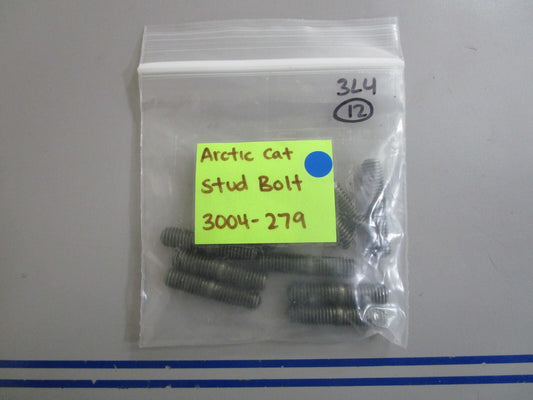 3L4
12
Arctic Cat
Stud Bolt
3004-279